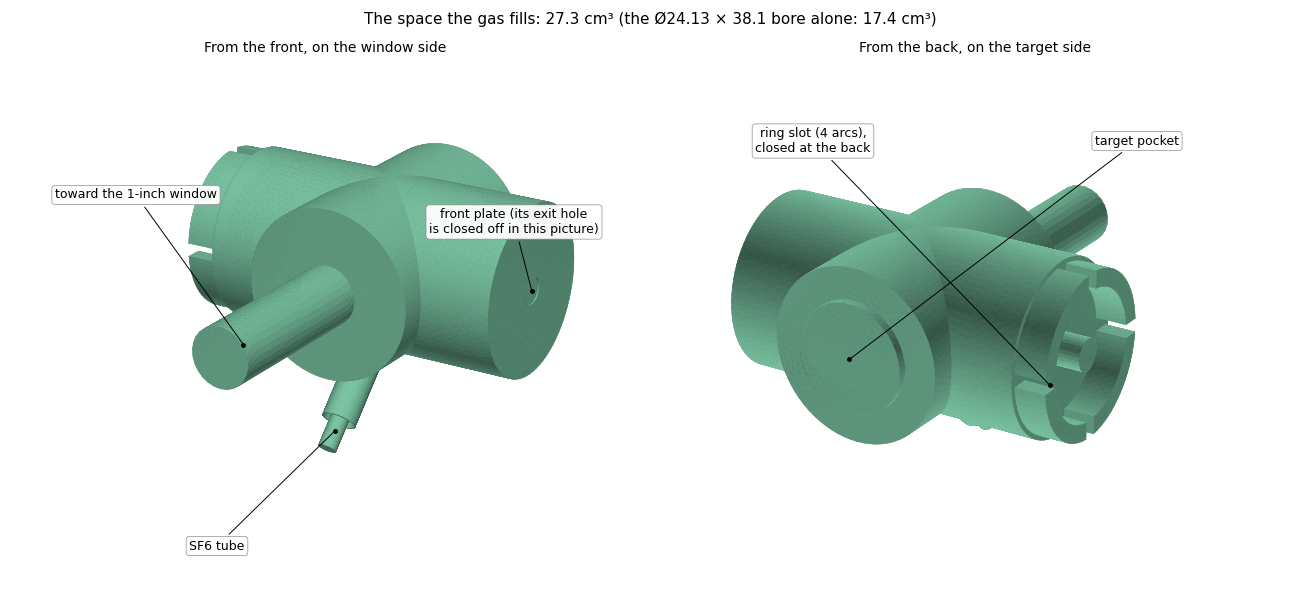 The space the gas fills: 27.3 cm³ (the Ø24.13 × 38.1 bore alone: 17.4 cm³)
From the front, on the window side
From the back, on the target side
toward the 1-inch window
front plate (its exit hole
is closed off in this picture)
SF6 tube
ring slot (4 arcs),
closed at the back
target pocket